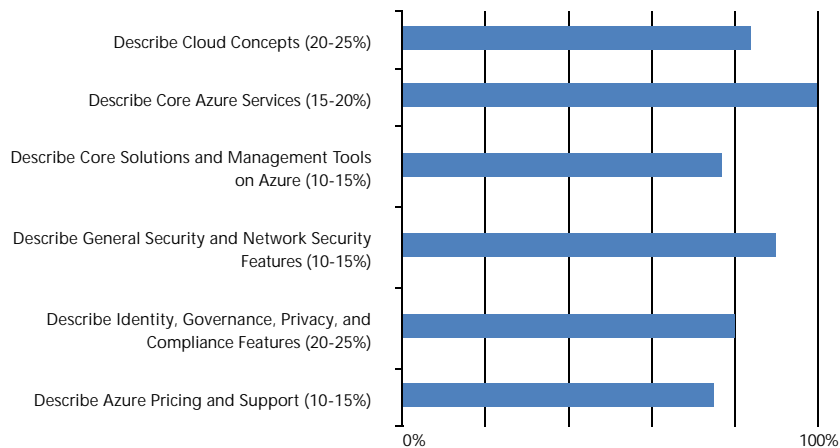 Describe Cloud Concepts (20-25%)
Describe Core Azure Services (15-20%)
Describe Core Solutions and Management Tools
on Azure (10-15%)
Describe General Security and Network Security
Features (10-15%)
Describe Identity, Governance, Privacy, and
Compliance Features (20-25%)
Describe Azure Pricing and Support (10-15%)
0% 100%